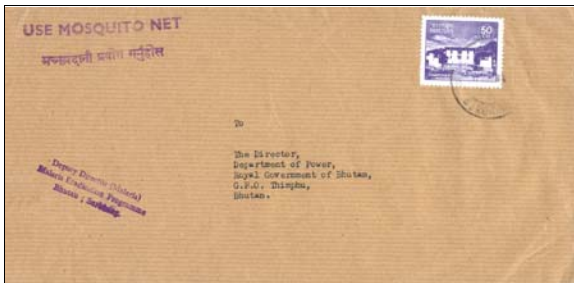 USE MOSQUITO NET
मच्छरदानी प्रयोग गर्नुहोस
50
To
The Director,
Department of Power,
Royal Government of Bhutan,
G.P.O. Thimphu,
Bhutan.
Deputy Director (Malaria)
Malaria Eradication Programme
Bhutan ;